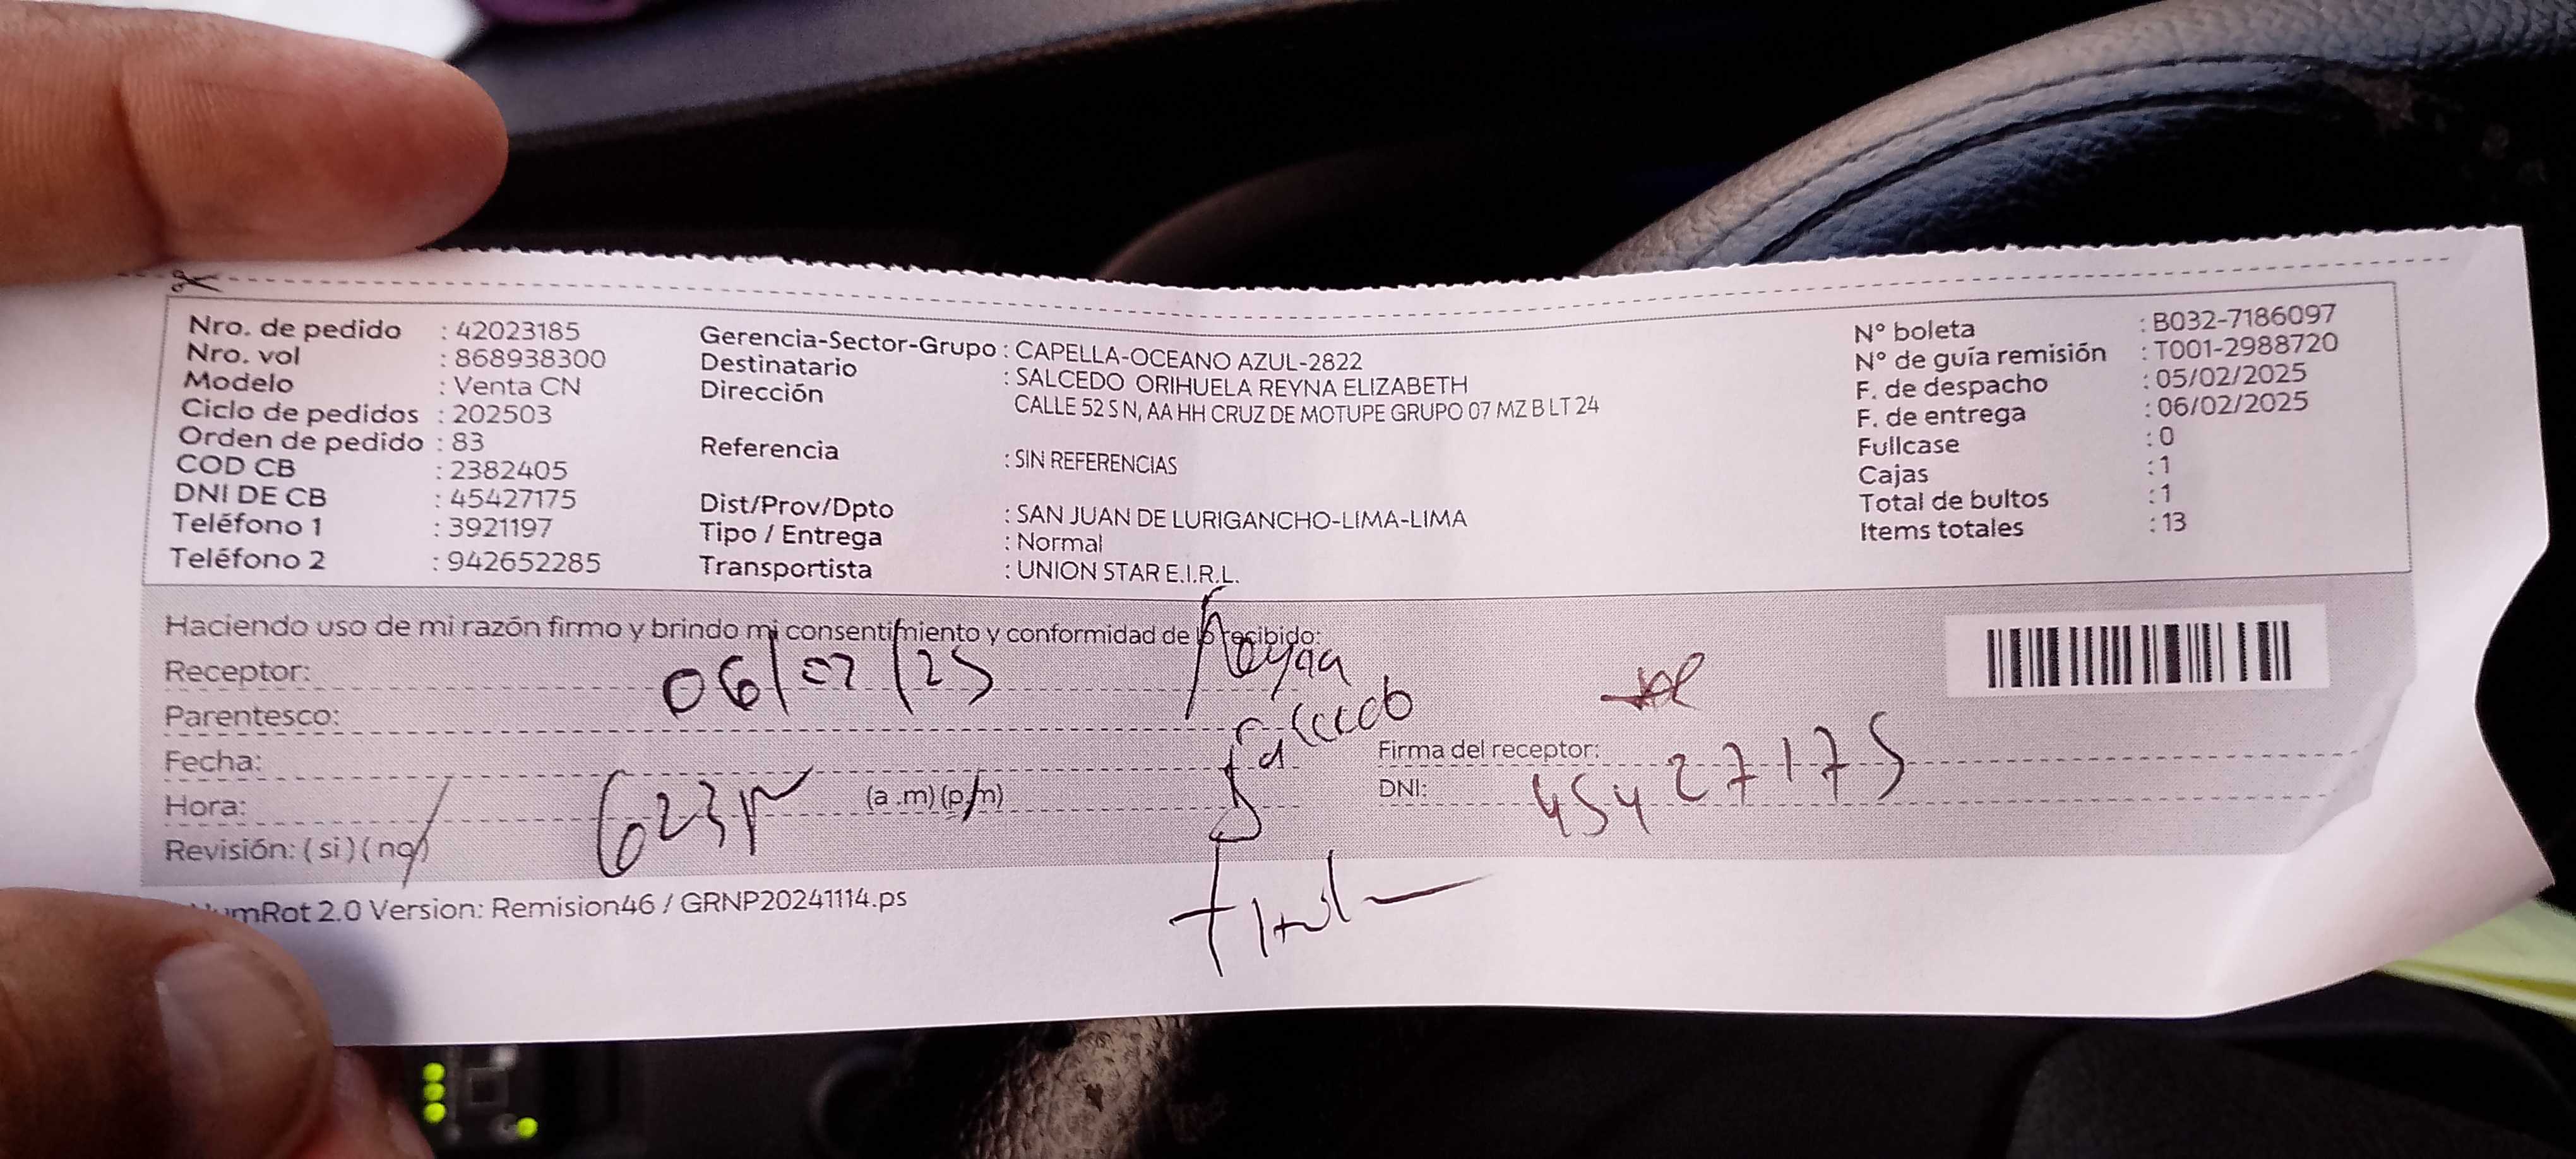 Nro. de pedido : 42023185
Nro. vol : 868938300
Modelo : Venta CN
Ciclo de pedidos : 202503
Orden de pedido : 83
COD CB : 2382405
DNI DE CB : 45427175
Teléfono 1 : 3921197
Teléfono 2 : 942652285
Gerencia-Sector-Grupo : CAPELLA-OCEANO AZUL-2822
Destinatario : SALCEDO ORIHUELA REYNA ELIZABETH
Dirección CALLE 52 S N, AA HH CRUZ DE MOTUPE GRUPO 07 MZ B LT 24
Referencia : SIN REFERENCIAS
Dist/Prov/Dpto : SAN JUAN DE LURIGANCHO-LIMA-LIMA
Tipo / Entrega : Normal
Transportista : UNION STAR E.I.R.L.
N° boleta : B032-7186097
N° de guía remisión : T001-2988720
F. de despacho : 05/02/2025
F. de entrega : 06/02/2025
Fullcase : 0
Cajas : 1
Total de bultos : 1
Items totales : 13
Haciendo uso de mi razón firmo y brindo mi consentimiento y conformidad de lo recibido:
Receptor: 06/02/25 Reyna
Parentesco: Salcedo
Fecha:
Hora: 623p (a.m) (p.m)
Revisión: ( si ) ( no )
Firma del receptor:
DNI: 45427175
Titular
mRot 2.0 Version: Remision46 / GRNP20241114.ps